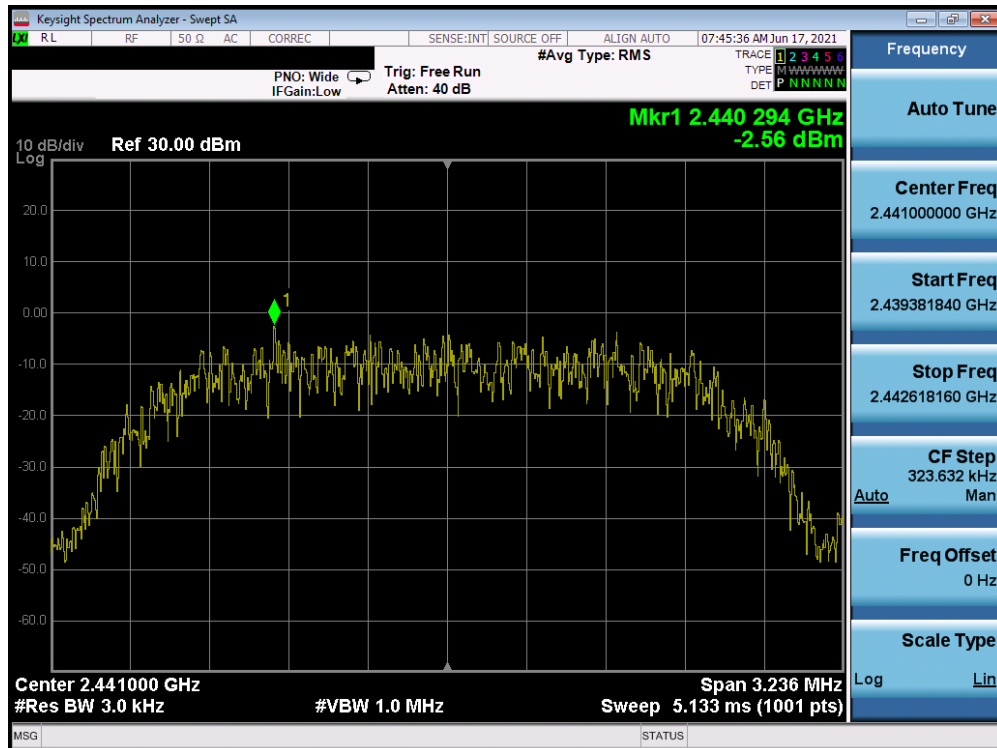 Keysight Spectrum Analyzer - Swept SA
LXI RL RF 50 Ω AC CORREC SENSE:INT SOURCE OFF ALIGN AUTO 07:45:36 AM Jun 17, 2021
#Avg Type: RMS
TRACE 1 2 3 4 5 6
TYPE M W W W W W
DET P N N N N N
PNO: Wide
IFGain:Low
Trig: Free Run
Atten: 40 dB
Mkr1 2.440 294 GHz
-2.56 dBm
10 dB/div Ref 30.00 dBm
Log
20.0
10.0
0.00
-10.0
-20.0
-30.0
-40.0
-50.0
-60.0
1
Center 2.441000 GHz Span 3.236 MHz
#Res BW 3.0 kHz #VBW 1.0 MHz Sweep 5.133 ms (1001 pts)
MSG STATUS
Frequency
Auto Tune
Center Freq
2.441000000 GHz
Start Freq
2.439381840 GHz
Stop Freq
2.442618160 GHz
CF Step
323.632 kHz
Auto Man
Freq Offset
0 Hz
Scale Type
Log Lin